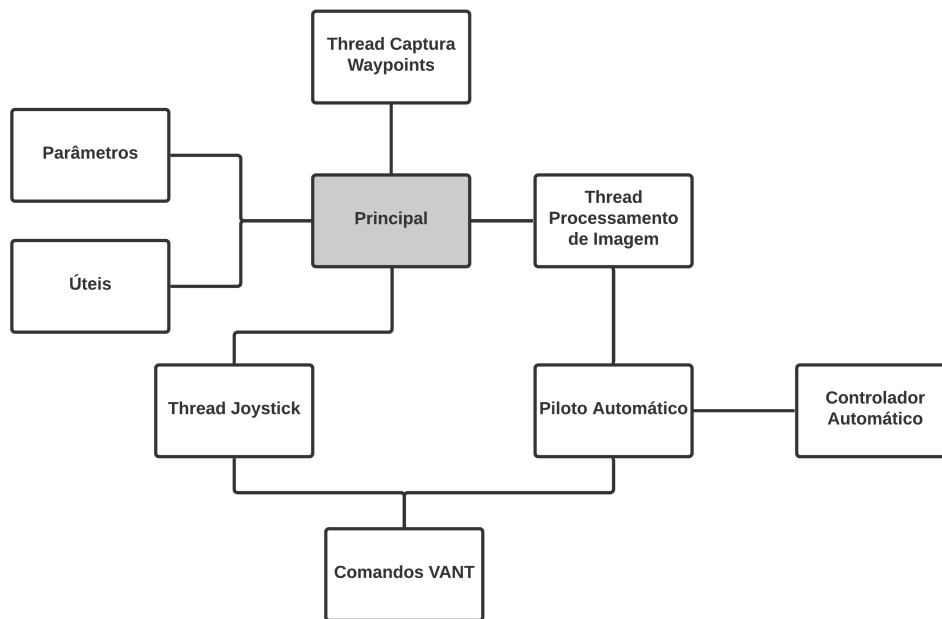 Thread Captura
Waypoints
Parâmetros
Principal
Thread
Processamento
de Imagem
Úteis
Thread Joystick
Piloto Automático
Controlador
Automático
Comandos VANT